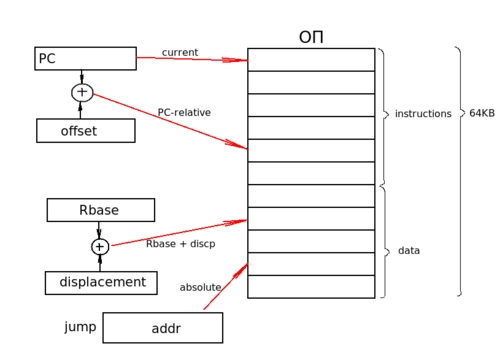 ОП
PC
current
+
PC-relative
offset
instructions
64KB
Rbase
+
Rbase + discp
displacement
data
absolute
jump
addr